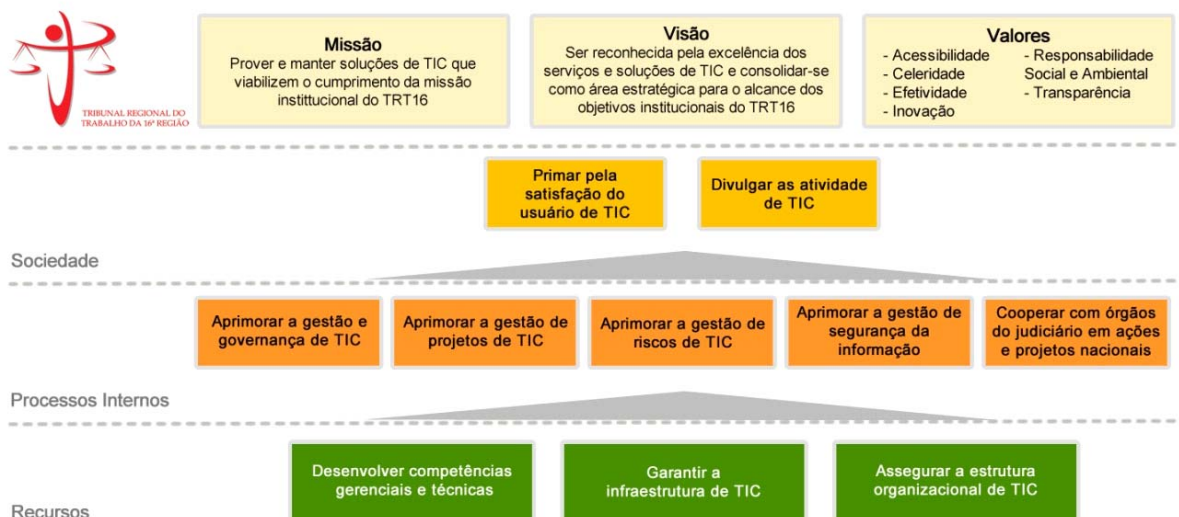 TRIBUNAL REGIONAL DO
TRABALHO DA 16ª REGIÃO
Missão
Prover e manter soluções de TIC que
viabilizem o cumprimento da missão
insttitucional do TRT16
Visão
Ser reconhecida pela excelência dos
serviços e soluções de TIC e consolidar-se
como área estratégica para o alcance dos
objetivos institucionais do TRT16
Valores
- Acessibilidade
- Celeridade
- Efetividade
- Inovação
- Responsabilidade
Social e Ambiental
- Transparência
Primar pela
satisfação do
usuário de TIC
Divulgar as atividade
de TIC
Sociedade
Aprimorar a gestão e
governança de TIC
Aprimorar a gestão de
projetos de TIC
Aprimorar a gestão de
riscos de TIC
Aprimorar a gestão de
segurança da
informação
Cooperar com órgãos
do judiciário em ações
e projetos nacionais
Processos Internos
Desenvolver competências
gerenciais e técnicas
Garantir a
infraestrutura de TIC
Assegurar a estrutura
organizacional de TIC
Recursos